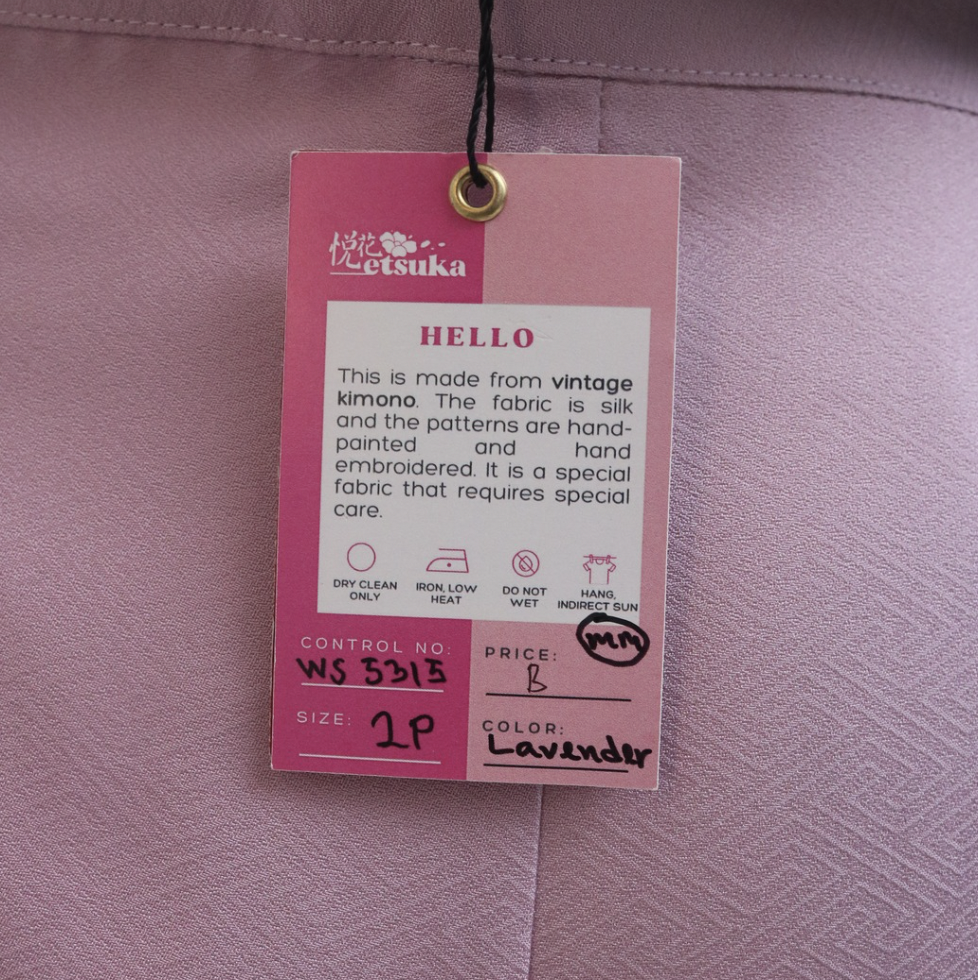 悦花
etsuka
HELLO
This is made from vintage
kimono. The fabric is silk
and the patterns are hand-
painted and hand
embroidered. It is a special
fabric that requires special
care.
DRY CLEAN
ONLY
IRON, LOW
HEAT
DO NOT
WET
HANG,
INDIRECT SUN
CONTROL NO:
WS 5315
PRICE:
mm
B
SIZE:
1P
COLOR:
Lavender